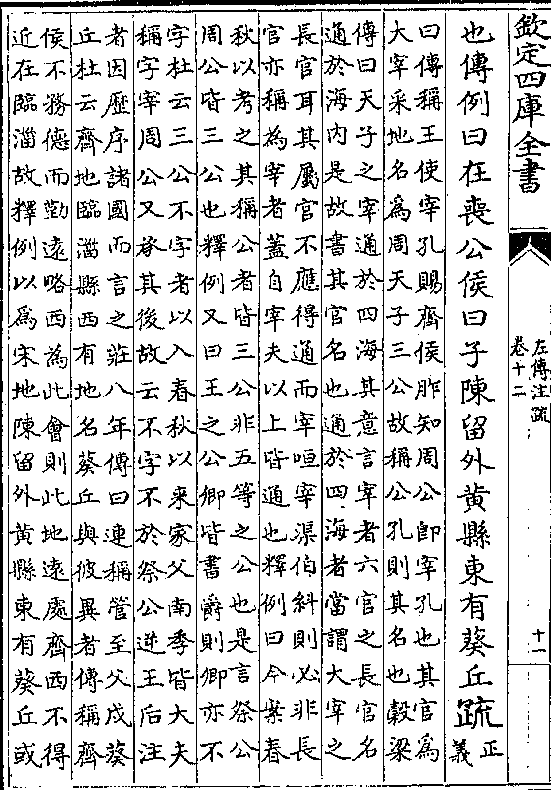 欽定四庫全書
左傳注疏
卷十二
十一
也傳例曰在喪公侯曰子陳留外黃縣東有葵丘疏正義
曰傳稱王使宰孔賜齊侯胙知周公即宰孔也其官為
大宰采地名為周天子三公故稱公孔則其名也穀梁
傳曰天子之宰通於四海其意言宰者六官之長官名
通於海內是故書其官名也通於四海者當謂大宰之
長官耳其屬官不應得通而宰咺宰渠伯糾則必非長
官亦稱為宰者蓋自宰夫以上皆通也釋例曰今案春
秋以考之其稱公者皆三公非五等之公也是言祭公
周公皆三公也釋例又曰王之公卿皆書爵則卿亦不
字杜云三公不字者以入春秋以來家父南季皆大夫
稱字宰周公又於其後故云不字不於祭公逆王后注
者因歷序諸國而言之莊八年傳曰連稱管至父戍葵
丘杜云齊地臨淄縣西有地名葵丘與彼異者傳稱齊
侯不務德而勤遠略西為此會則此地遠處齊西不得
近在臨淄故釋例以為宋地陳留外黃縣東有葵丘或